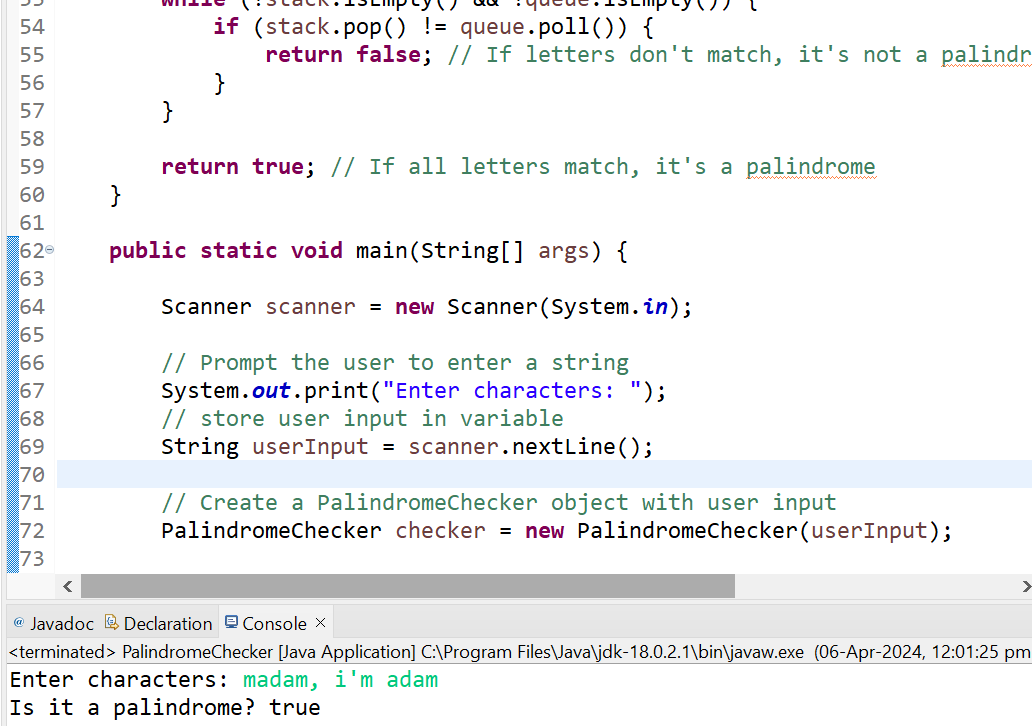 53 while (!stack.isEmpty() && !queue.isEmpty()) {
54 if (stack.pop() != queue.poll()) {
55 return false; // If letters don't match, it's not a palindr
56 }
57 }
58
59 return true; // If all letters match, it's a palindrome
60 }
61
62 public static void main(String[] args) {
63
64 Scanner scanner = new Scanner(System.in);
65
66 // Prompt the user to enter a string
67 System.out.print("Enter characters: ");
68 // store user input in variable
69 String userInput = scanner.nextLine();
70
71 // Create a PalindromeChecker object with user input
72 PalindromeChecker checker = new PalindromeChecker(userInput);
73
@ Javadoc Declaration Console ×
<terminated> PalindromeChecker [Java Application] C:\Program Files\Java\jdk-18.0.2.1\bin\javaw.exe (06-Apr-2024, 12:01:25 pm
Enter characters: madam, i'm adam
Is it a palindrome? true